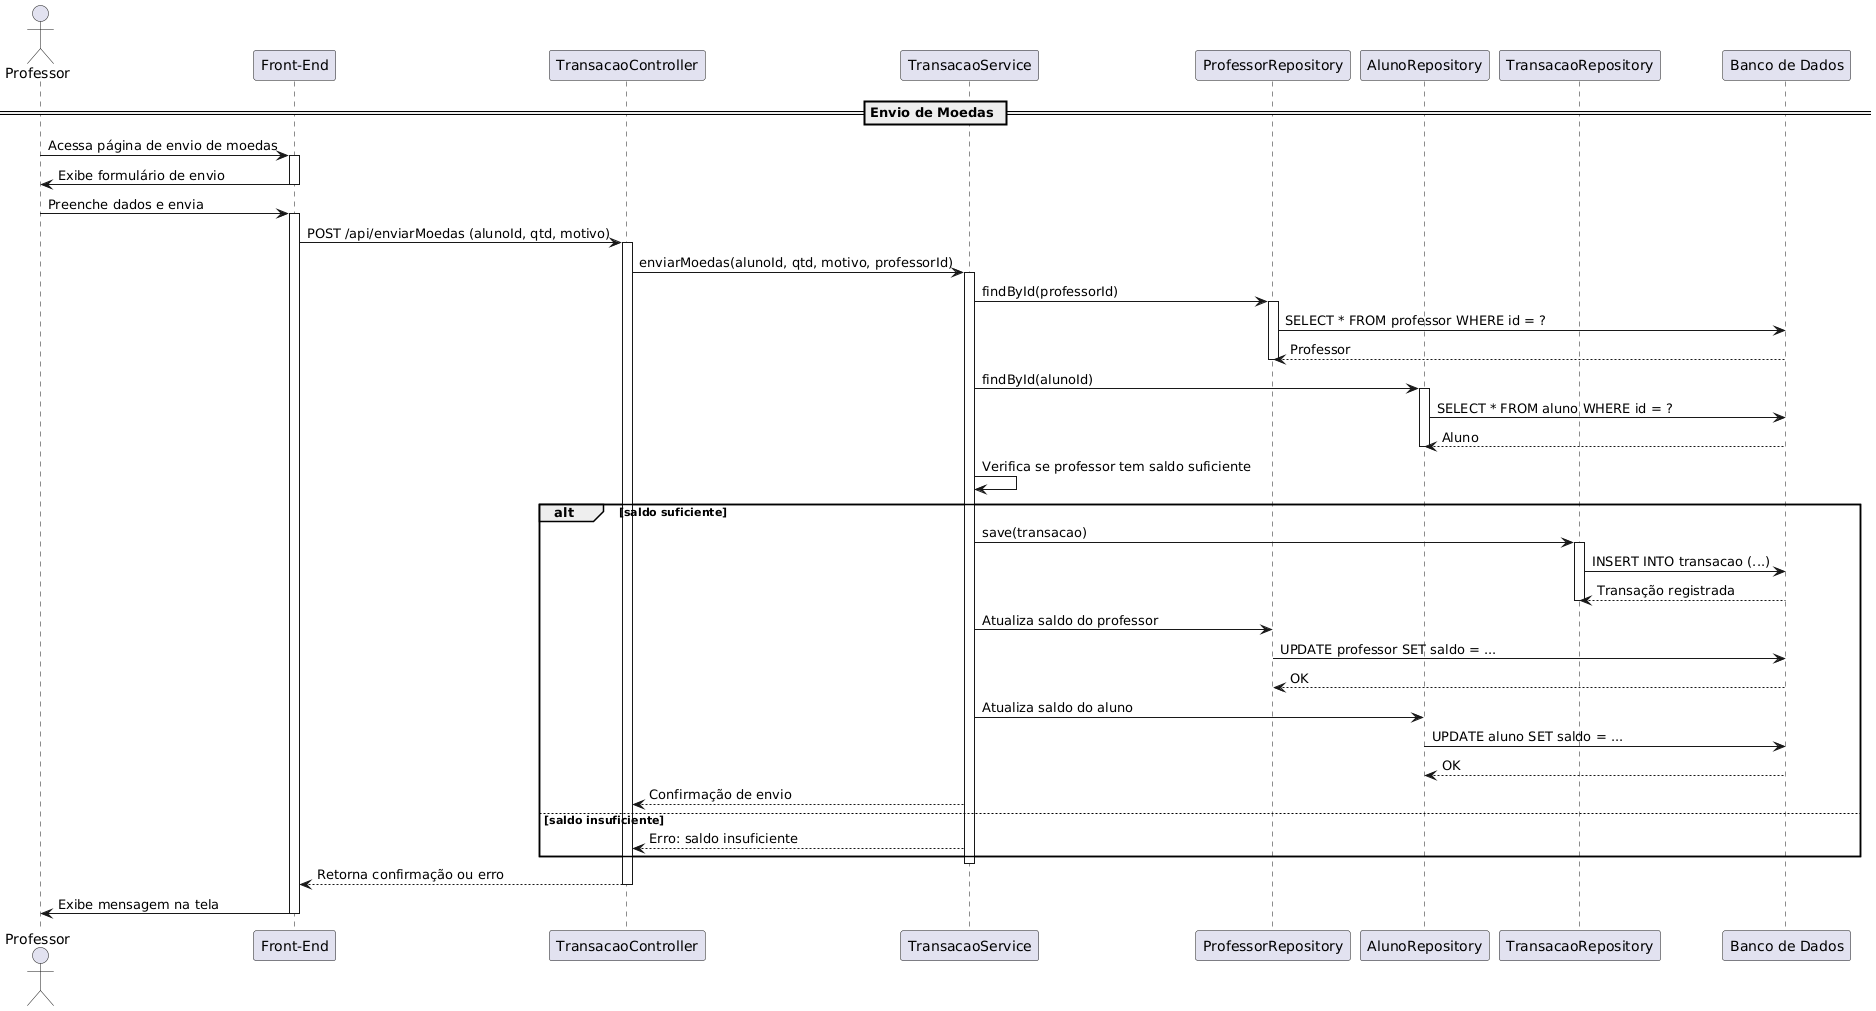 Professor
Front-End
TransacaoController
TransacaoService
ProfessorRepository
AlunoRepository
TransacaoRepository
Banco de Dados
Envio de Moedas
Acessa página de envio de moedas
Exibe formulário de envio
Preenche dados e envia
POST /api/enviarMoedas (alunoId, qtd, motivo)
enviarMoedas(alunoId, qtd, motivo, professorId)
findById(professorId)
SELECT * FROM professor WHERE id = ?
Professor
findById(alunoId)
SELECT * FROM aluno WHERE id = ?
Aluno
Verifica se professor tem saldo suficiente
alt
[saldo suficiente]
save(transacao)
INSERT INTO transacao (...)
Transação registrada
Atualiza saldo do professor
UPDATE professor SET saldo = ...
OK
Atualiza saldo do aluno
UPDATE aluno SET saldo = ...
OK
Confirmação de envio
[saldo insuficiente]
Erro: saldo insuficiente
Retorna confirmação ou erro
Exibe mensagem na tela
Professor
Front-End
TransacaoController
TransacaoService
ProfessorRepository
AlunoRepository
TransacaoRepository
Banco de Dados